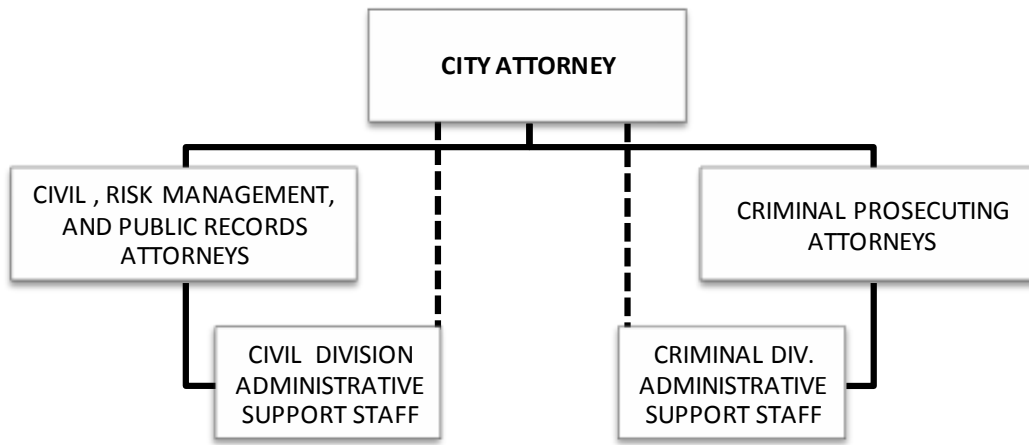 CITY ATTORNEY
CIVIL , RISK MANAGEMENT,
AND PUBLIC RECORDS
ATTORNEYS
CRIMINAL PROSECUTING
ATTORNEYS
CIVIL DIVISION
ADMINISTRATIVE
SUPPORT STAFF
CRIMINAL DIV.
ADMINISTRATIVE
SUPPORT STAFF